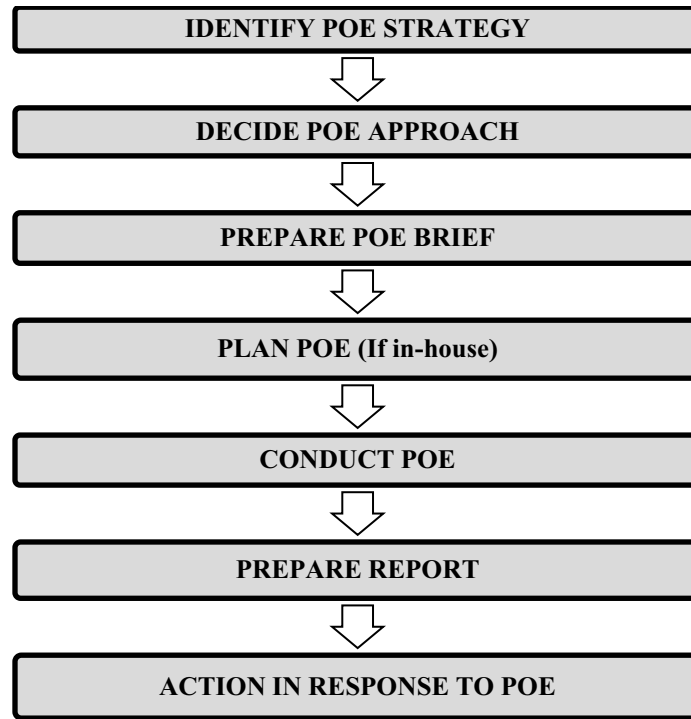 IDENTIFY POE STRATEGY
DECIDE POE APPROACH
PREPARE POE BRIEF
PLAN POE (If in-house)
CONDUCT POE
PREPARE REPORT
ACTION IN RESPONSE TO POE